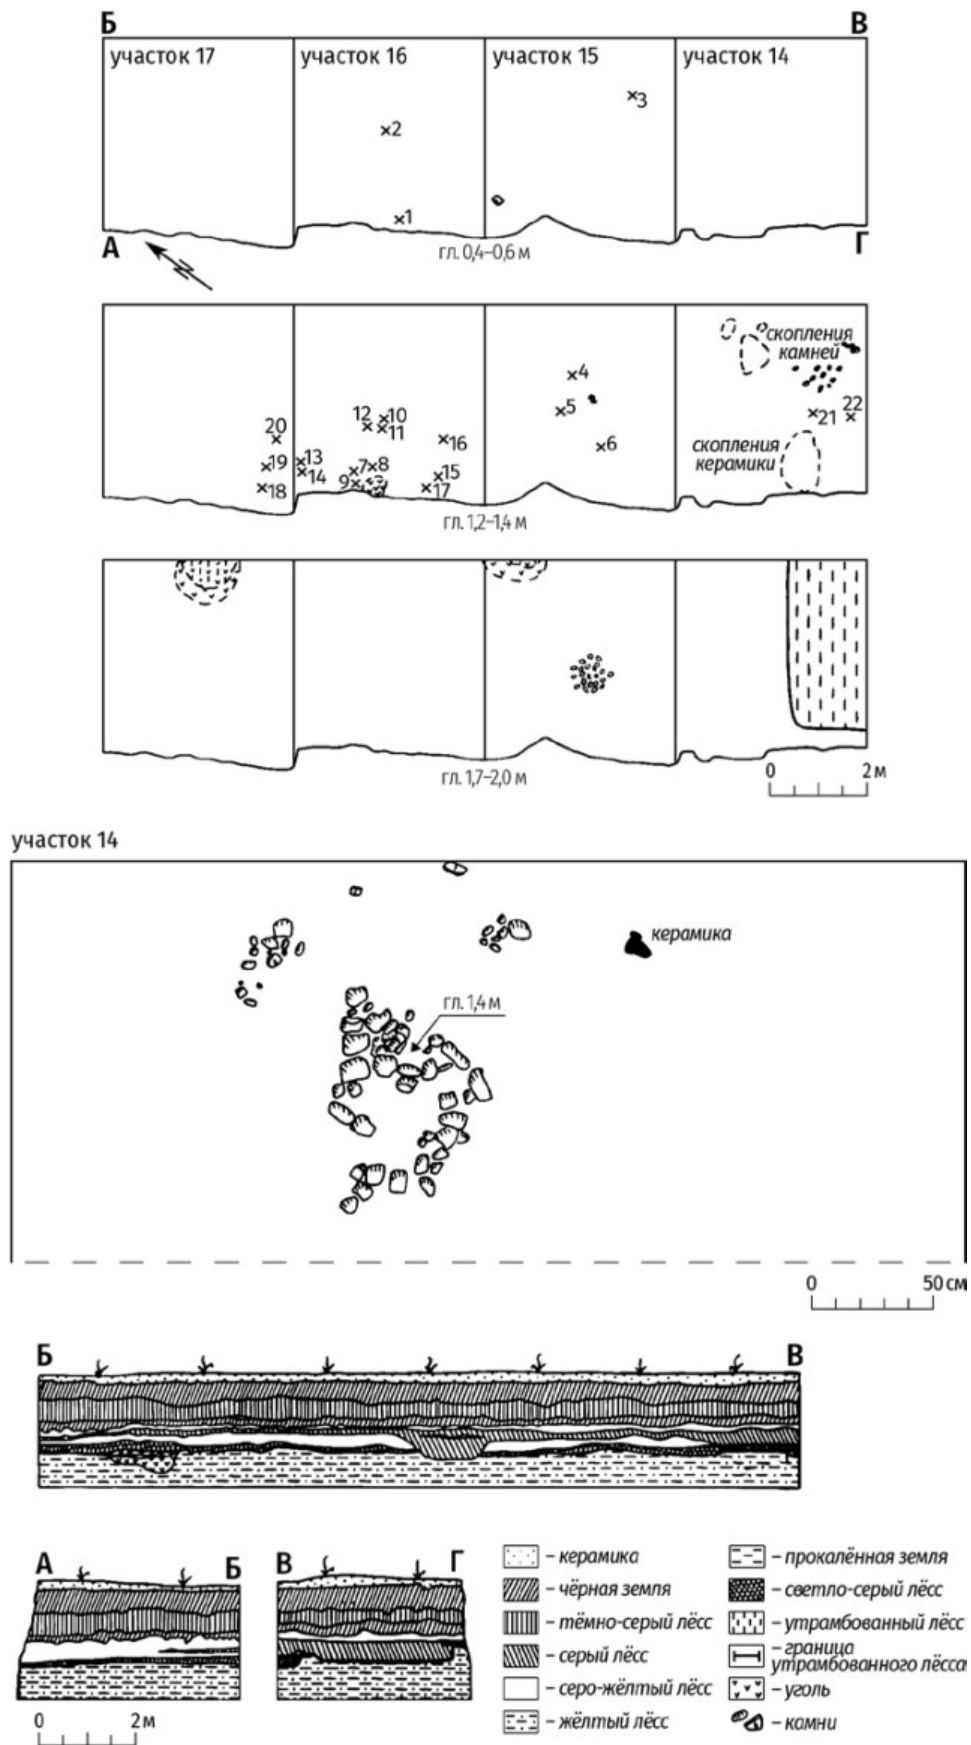 Б В
участок 17 участок 16 участок 15 участок 14
3
2
1
А Г
гл. 0,4–0,6 м
скопления
камней
4
12 10
11
5
21 22
20
16
6
скопления
керамики
19 13
7 8
14
15
9
18
17
гл. 1,2–1,4 м
гл. 1,7–2,0 м
0 2 м
участок 14
керамика
гл. 1,4 м
0 50 см
Б В
А Б В Г
– керамика
– чёрная земля
– тёмно-серый лёсс
– серый лёсс
– серо-жёлтый лёсс
– жёлтый лёсс
– прокалённая земля
– светло-серый лёсс
– утрамбованный лёсс
– граница
утрамбованного лёсса
– уголь
– камни
0 2 м